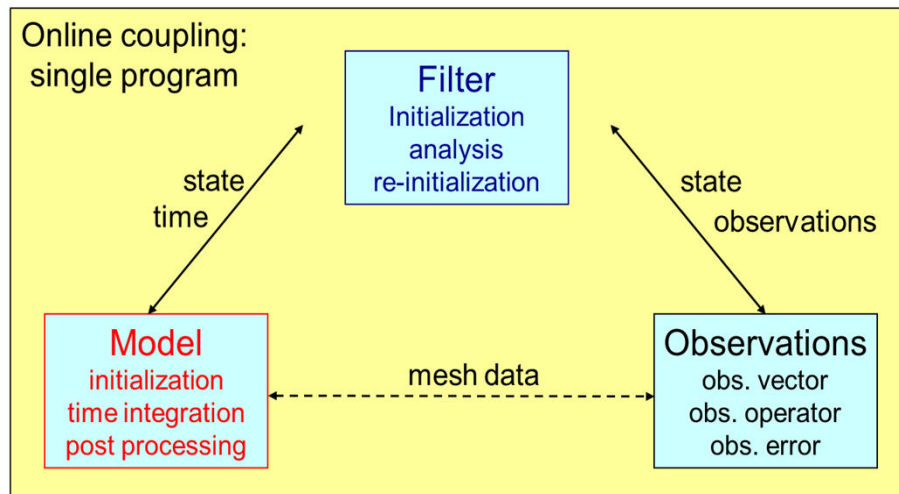 Online coupling:
single program
Filter
Initialization
analysis
re-initialization
state
time
state
observations
Model
initialization
time integration
post processing
mesh data
Observations
obs. vector
obs. operator
obs. error